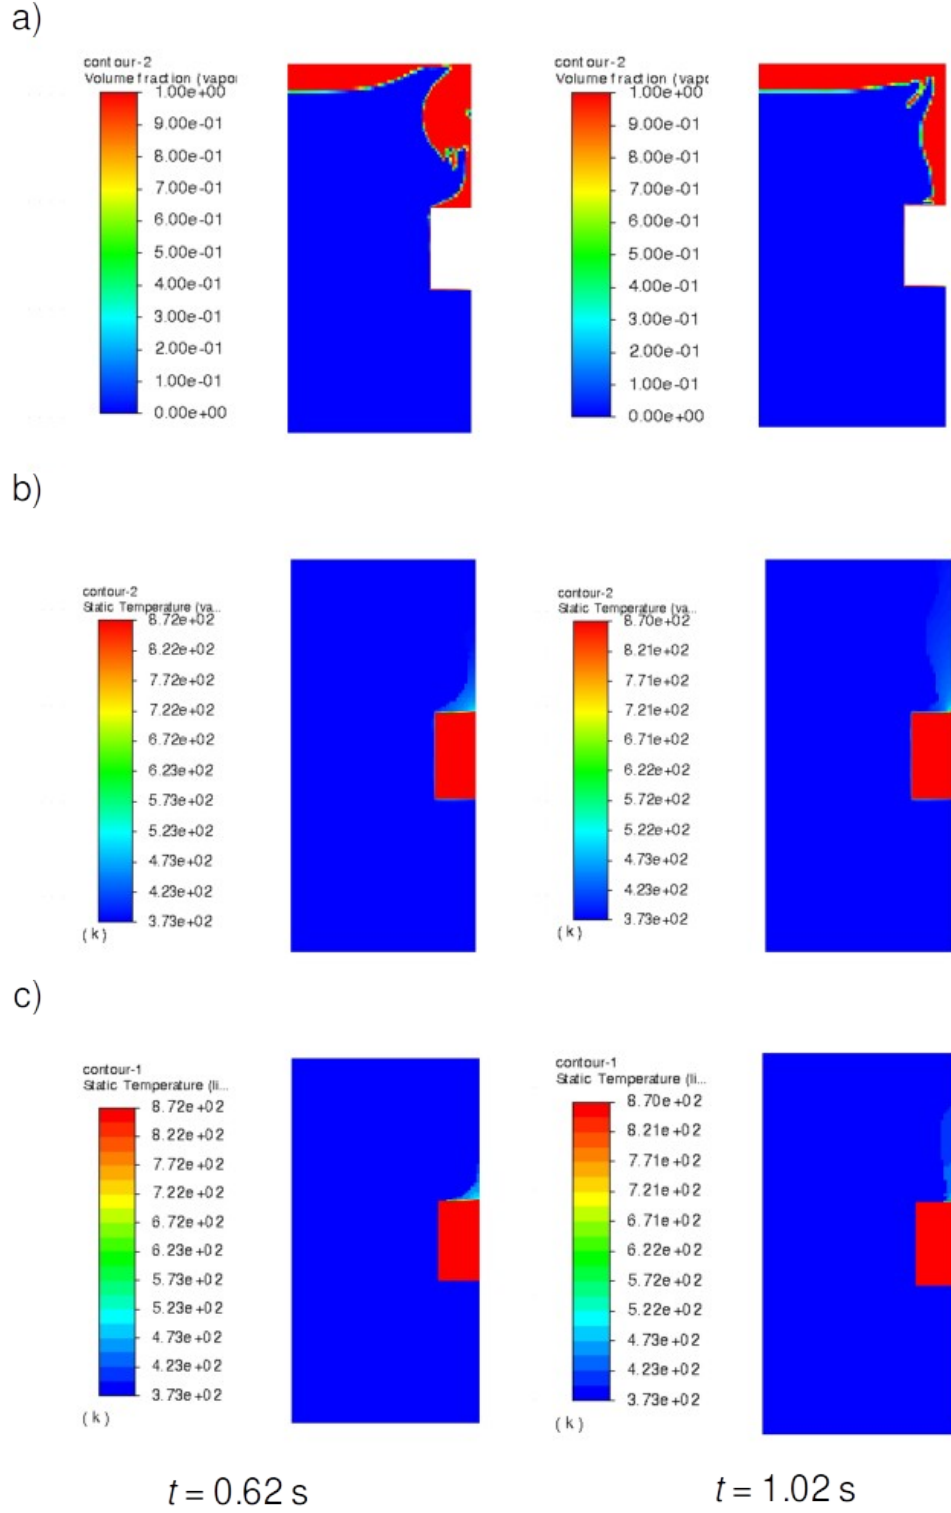 a)
contour-2
Volume fraction (vapo
1.00e+00
9.00e-01
8.00e-01
7.00e-01
6.00e-01
5.00e-01
4.00e-01
3.00e-01
2.00e-01
1.00e-01
0.00e+00
contour-2
Volume fraction (vapc
1.00e+00
9.00e-01
8.00e-01
7.00e-01
6.00e-01
5.00e-01
4.00e-01
3.00e-01
2.00e-01
1.00e-01
0.00e+00
b)
contour-2
Static Temperature (va...
8.72e+02
8.22e+02
7.72e+02
7.22e+02
6.72e+02
6.23e+02
5.73e+02
5.23e+02
4.73e+02
4.23e+02
3.73e+02
(k)
contour-2
Static Temperature (va...
8.70e+02
8.21e+02
7.71e+02
7.21e+02
6.71e+02
6.22e+02
5.72e+02
5.22e+02
4.73e+02
4.23e+02
3.73e+02
(k)
c)
contour-1
Static Temperature (li...
8.72e+02
8.22e+02
7.72e+02
7.22e+02
6.72e+02
6.23e+02
5.73e+02
5.23e+02
4.73e+02
4.23e+02
3.73e+02
(k)
contour-1
Static Temperature (li...
8.70e+02
8.21e+02
7.71e+02
7.21e+02
6.71e+02
6.22e+02
5.72e+02
5.22e+02
4.73e+02
4.23e+02
3.73e+02
(k)
t = 0.62 s
t = 1.02 s